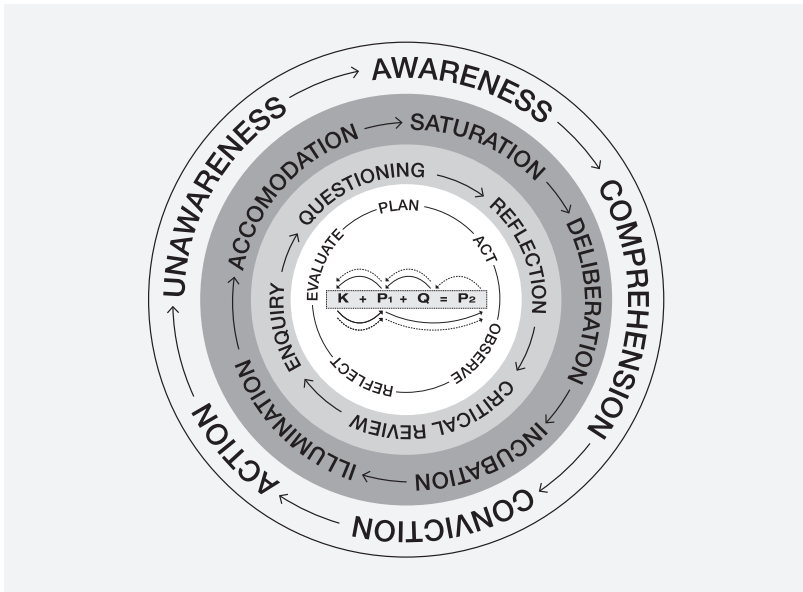 UNAWARENESS
AWARENESS
COMPREHENSION
CONVICTION
ACTION
ACCOMODATION
SATURATION
DELIBERATION
INCUBATION
ILLUMINATION
QUESTIONING
REFLECTION
CRITICAL REVIEW
ENQUIRY
PLAN
ACT
OBSERVE
REFLECT
EVALUATE
K + P1 + Q = P2